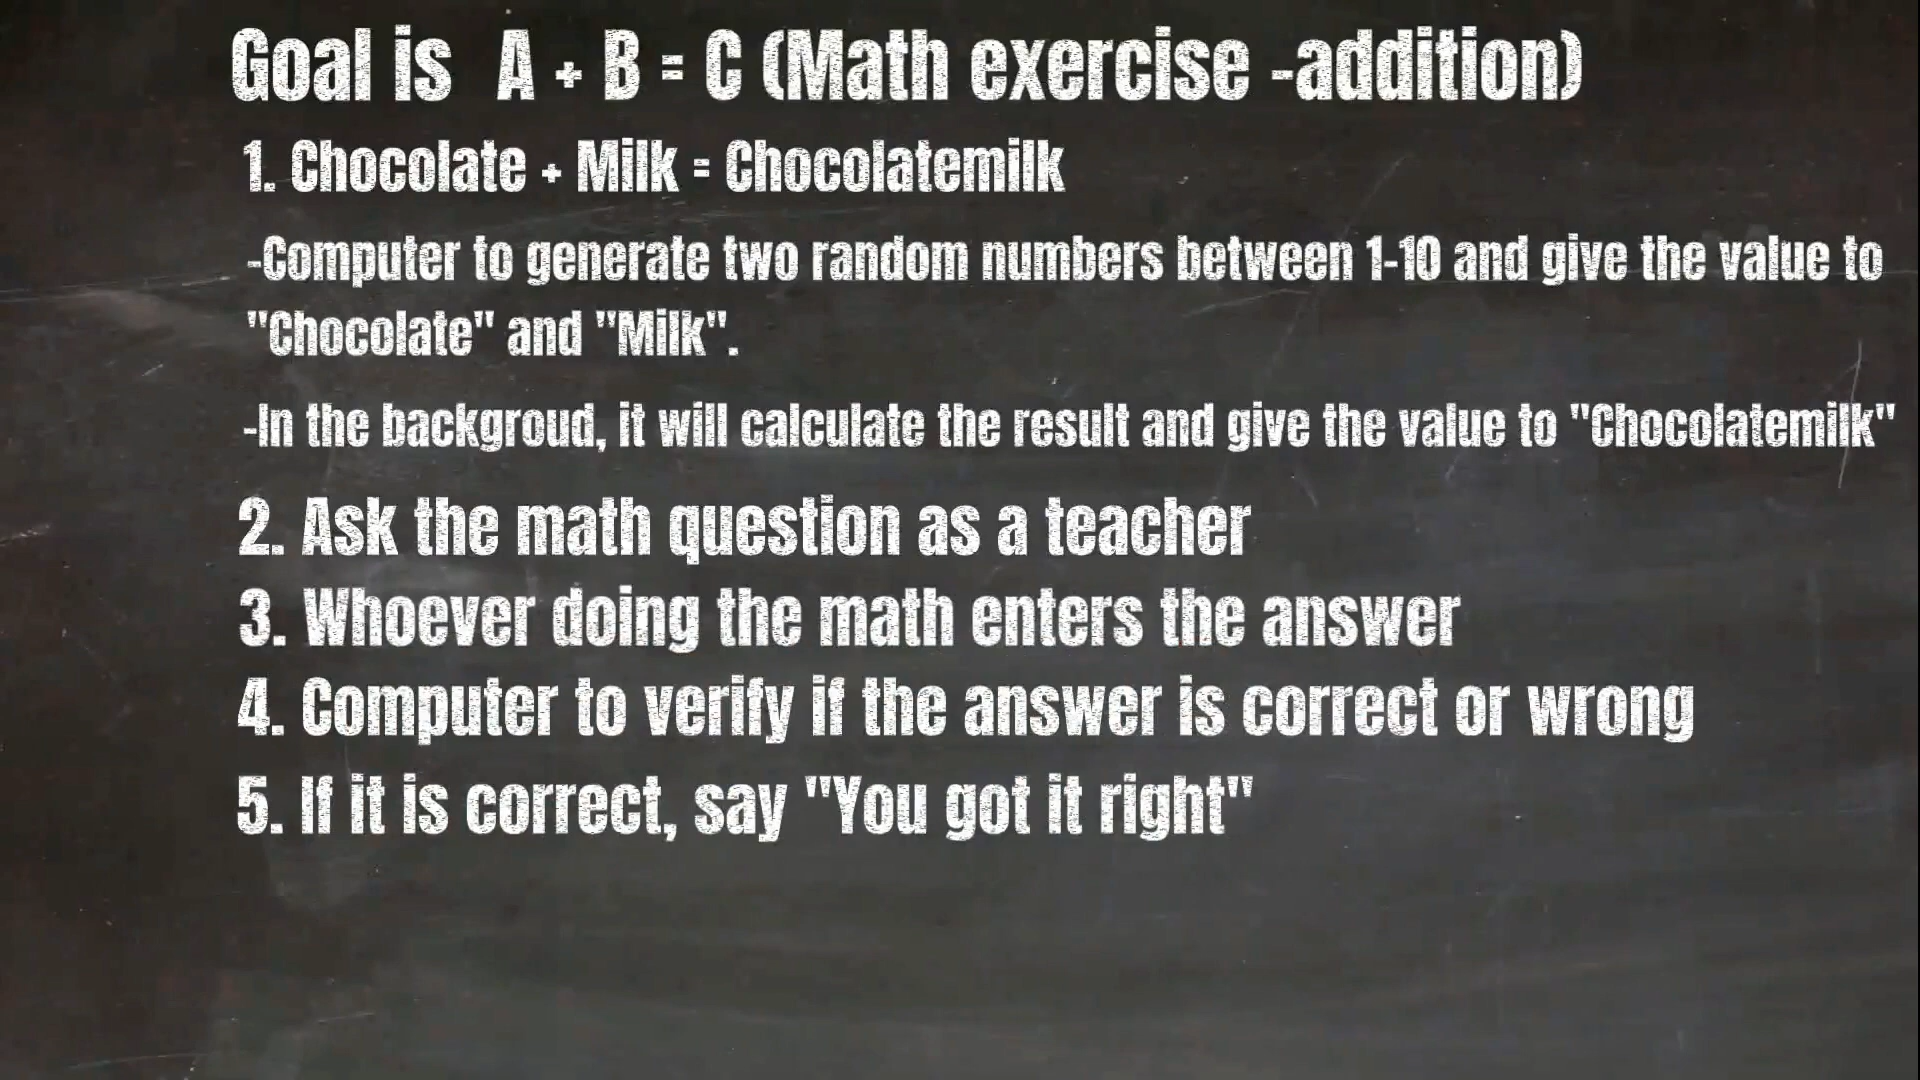 Goal is A + B = C (Math exercise -addition)
1. Chocolate + Milk = Chocolatemilk
-Computer to generate two random numbers between 1-10 and give the value to
"Chocolate" and "Milk".
-In the backgroud, it will calculate the result and give the value to "Chocolatemilk"
2. Ask the math question as a teacher
3. Whoever doing the math enters the answer
4. Computer to verify if the answer is correct or wrong
5. If it is correct, say "You got it right"